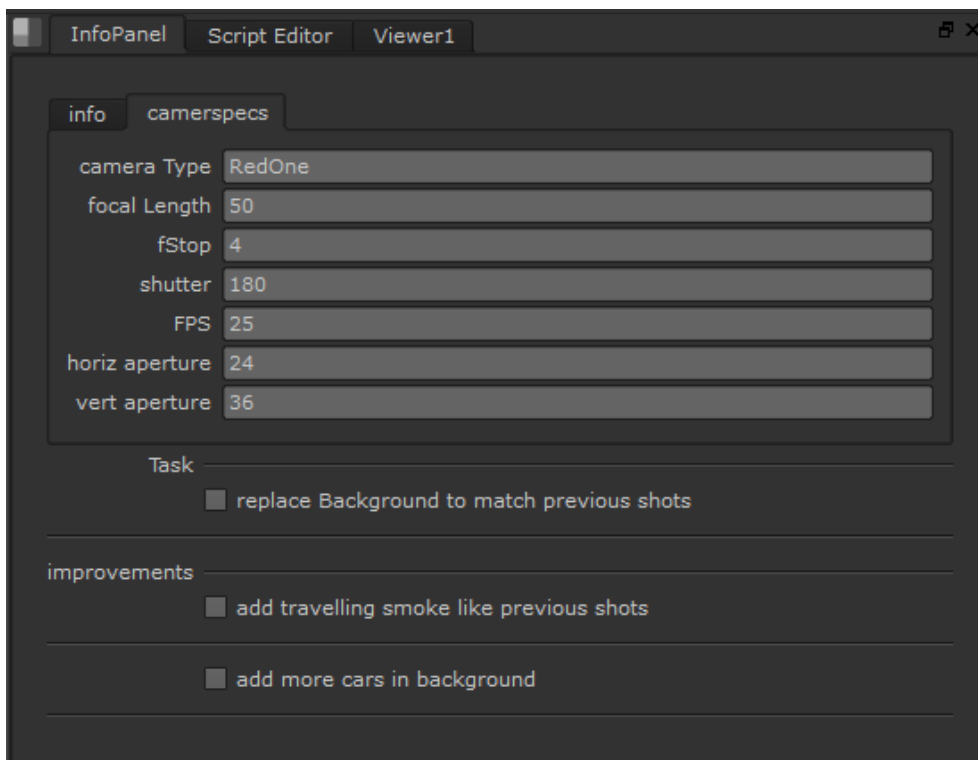 InfoPanel Script Editor Viewer1
info camerspecs
camera Type RedOne
focal Length 50
fStop 4
shutter 180
FPS 25
horiz aperture 24
vert aperture 36
Task
replace Background to match previous shots
improvements
add travelling smoke like previous shots
add more cars in background